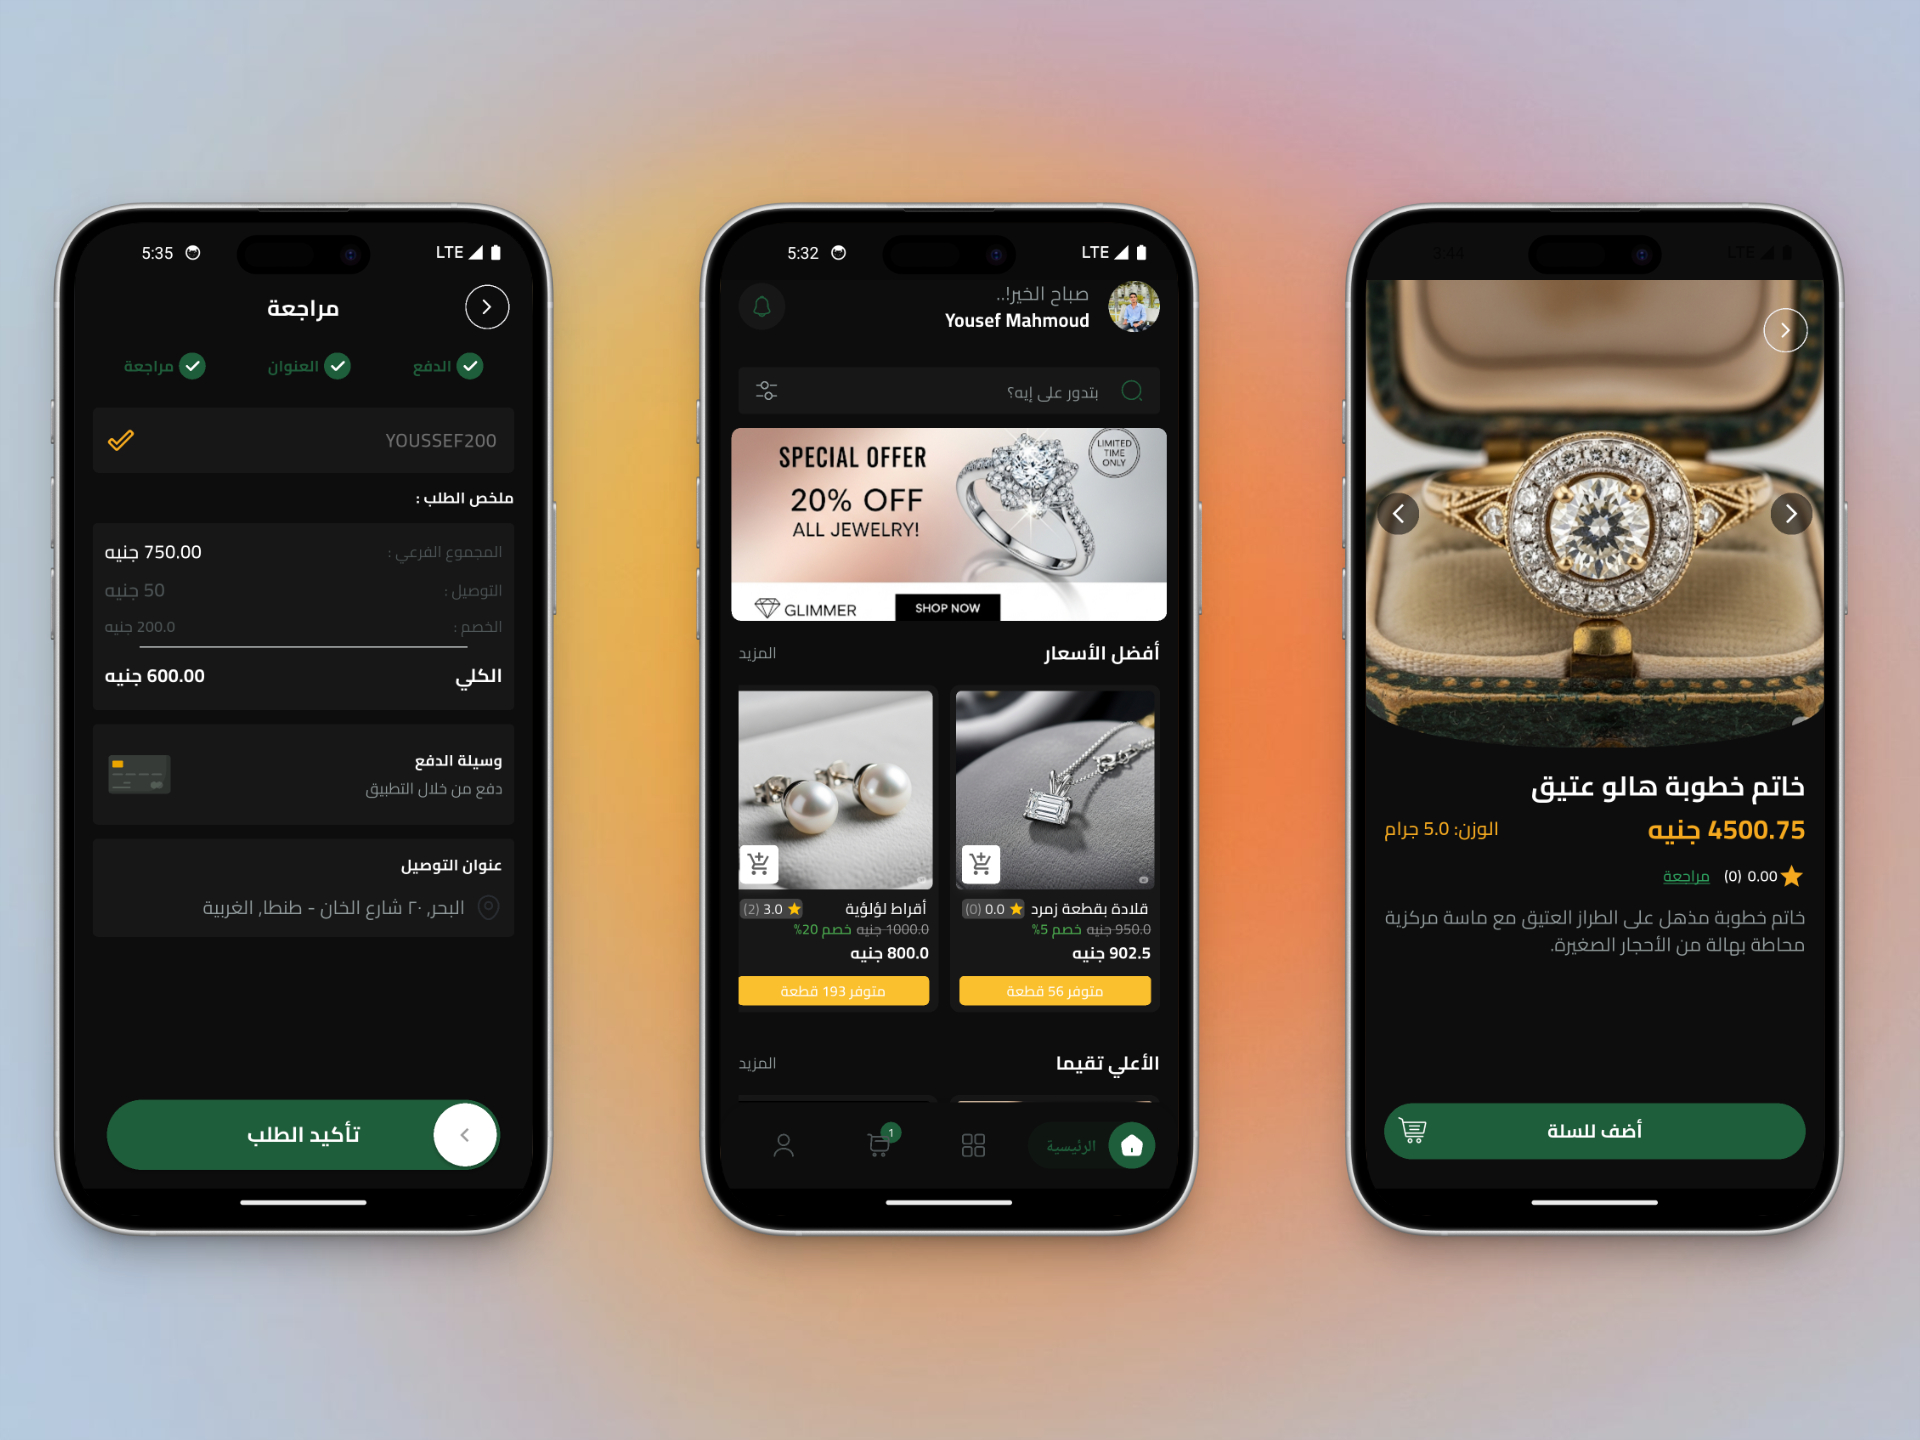 5:35 LTE
مراجعة
الدفع العنوان مراجعة
YOUSSEF200
ملخص الطلب :
المجموع الفرعي : 750.00 جنيه
التوصيل : 50 جنيه
الخصم : 200.0 جنيه
الكلي 600.00 جنيه
وسيلة الدفع
دفع من خلال التطبيق
عنوان التوصيل
البحر, ٢٠ شارع الخان - طنطا, الغربية
تأكيد الطلب
5:32 LTE
صباح الخير!..
Yousef Mahmoud
بتدور على إيه؟
SPECIAL OFFER
20% OFF
ALL JEWELRY!
LIMITED
TIME
ONLY
GLIMMER
SHOP NOW
أفضل الأسعار المزيد
قلادة بقطعة زمرد 0.0 (0)
950.0 جنيه خصم 5%
902.5 جنيه
متوفر 56 قطعة
أقراط لؤلؤية 3.0 (2)
1000.0 جنيه خصم 20%
800.0 جنيه
متوفر 193 قطعة
الأعلي تقيما المزيد
الرئيسية 1
3:44 LTE
خاتم خطوبة هالو عتيق
4500.75 جنيه الوزن: 5.0 جرام
0.00 (0) مراجعة
خاتم خطوبة مذهل على الطراز العتيق مع ماسة مركزية
محاطة بهالة من الأحجار الصغيرة.
أضف للسلة